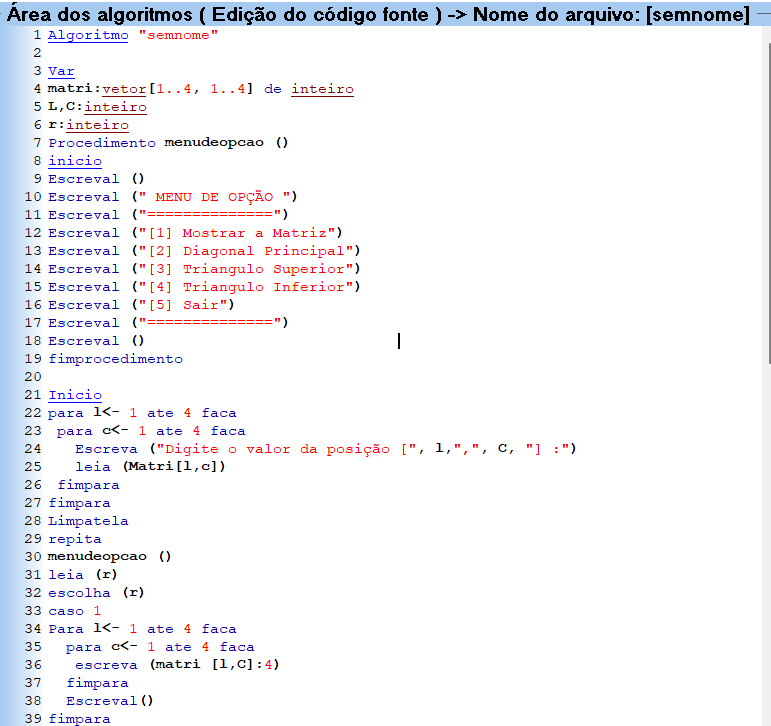 Área dos algoritmos ( Edição do código fonte ) -> Nome do arquivo: [semnome]
1 Algoritmo "semnome"
2
3 Var
4 matri:vetor[1..4, 1..4] de inteiro
5 L,C:inteiro
6 r:inteiro
7 Procedimento menudeopcao ()
8 inicio
9 Escreval ()
10 Escreval (" MENU DE OPÇÃO ")
11 Escreval ("==============")
12 Escreval ("[1] Mostrar a Matriz")
13 Escreval ("[2] Diagonal Principal")
14 Escreval ("[3] Triangulo Superior")
15 Escreval ("[4] Triangulo Inferior")
16 Escreval ("[5] Sair")
17 Escreval ("==============")
18 Escreval ()
19 fimprocedimento
20
21 Inicio
22 para l<- 1 ate 4 faca
23  para c<- 1 ate 4 faca
24    Escreva ("Digite o valor da posição [", l,",", C, "] :")
25    leia (Matri[l,c])
26  fimpara
27 fimpara
28 Limpatela
29 repita
30 menudeopcao ()
31 leia (r)
32 escolha (r)
33 caso 1
34 Para l<- 1 ate 4 faca
35   para c<- 1 ate 4 faca
36    escreva (matri [l,C]:4)
37   fimpara
38   Escreval()
39 fimpara